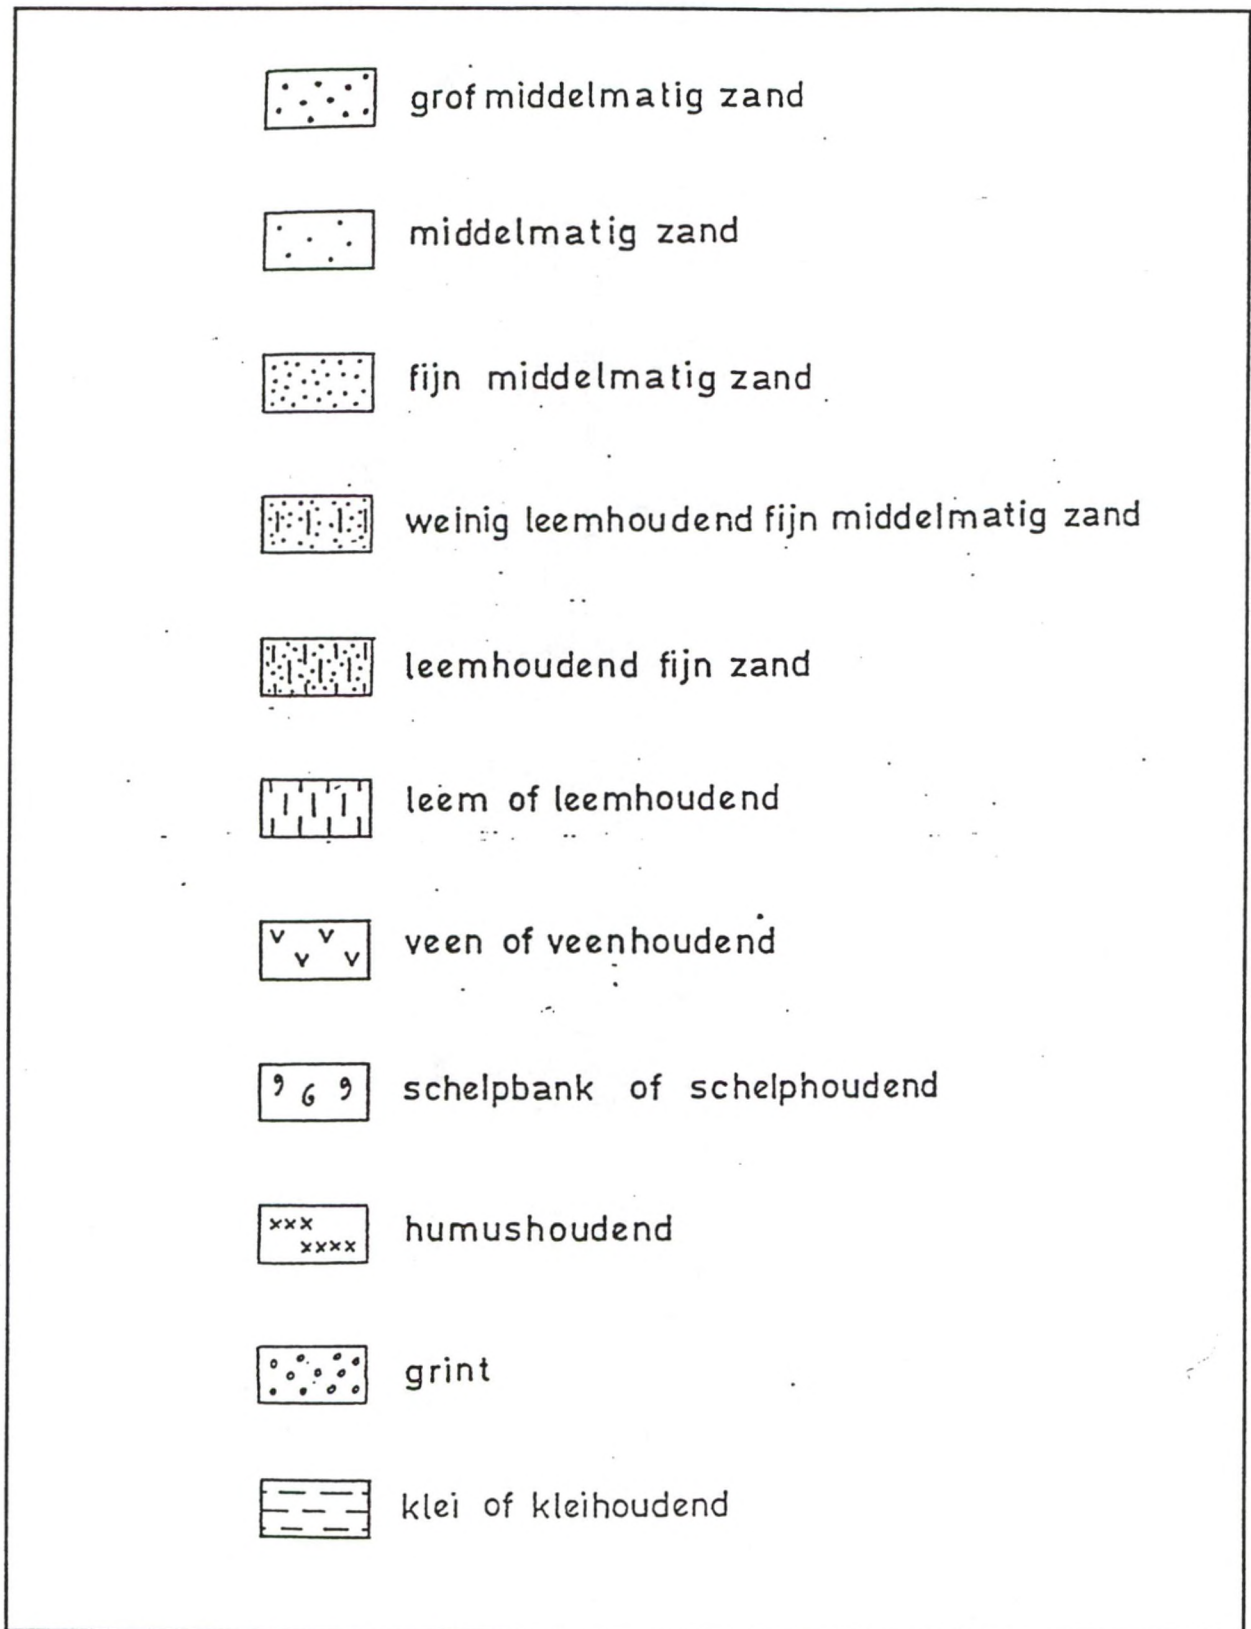 grof middelmatig zand
middelmatig zand
fijn middelmatig zand
weinig leemhoudend fijn middelmatig zand
leemhoudend fijn zand
leem of leemhoudend
veen of veenhoudend
schelpbank of schelphoudend
humushoudend
grint
klei of kleihoudend